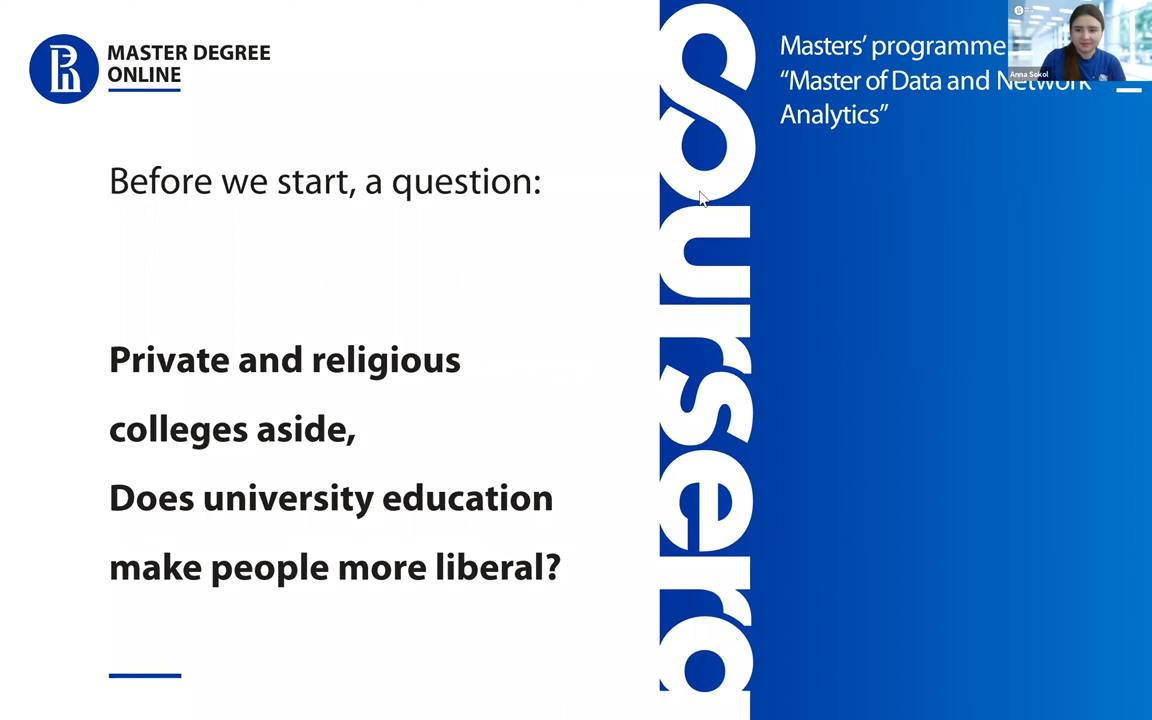 MASTER DEGREE
ONLINE
Before we start, a question:
Private and religious
colleges aside,
Does university education
make people more liberal?
coursera
Masters’ programme
“Master of Data and Network
Analytics”
Anna Sokol